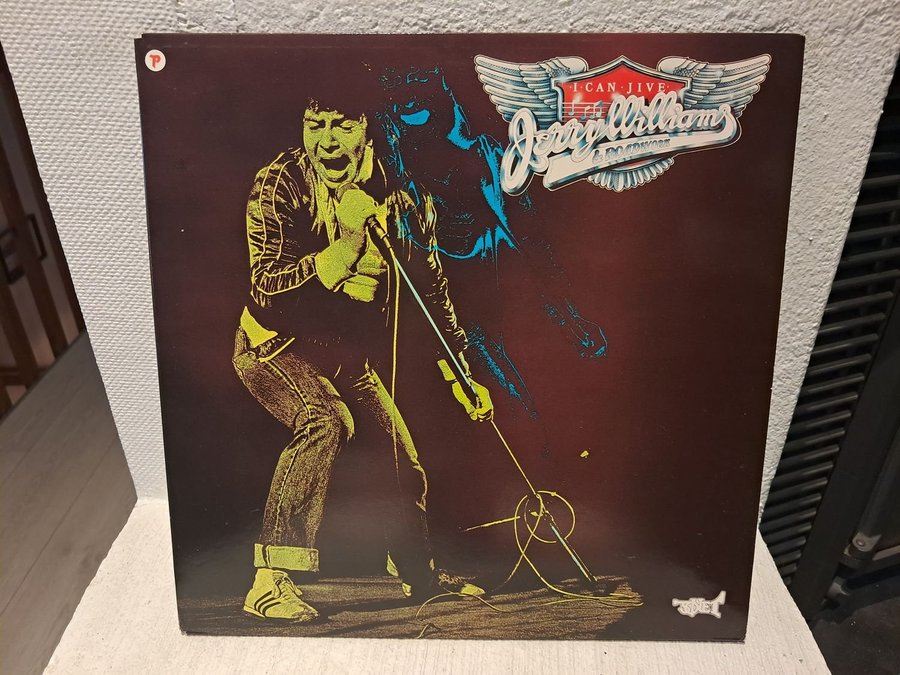 P
I · CAN · JIVE
Jerry Williams
& ROADWORK